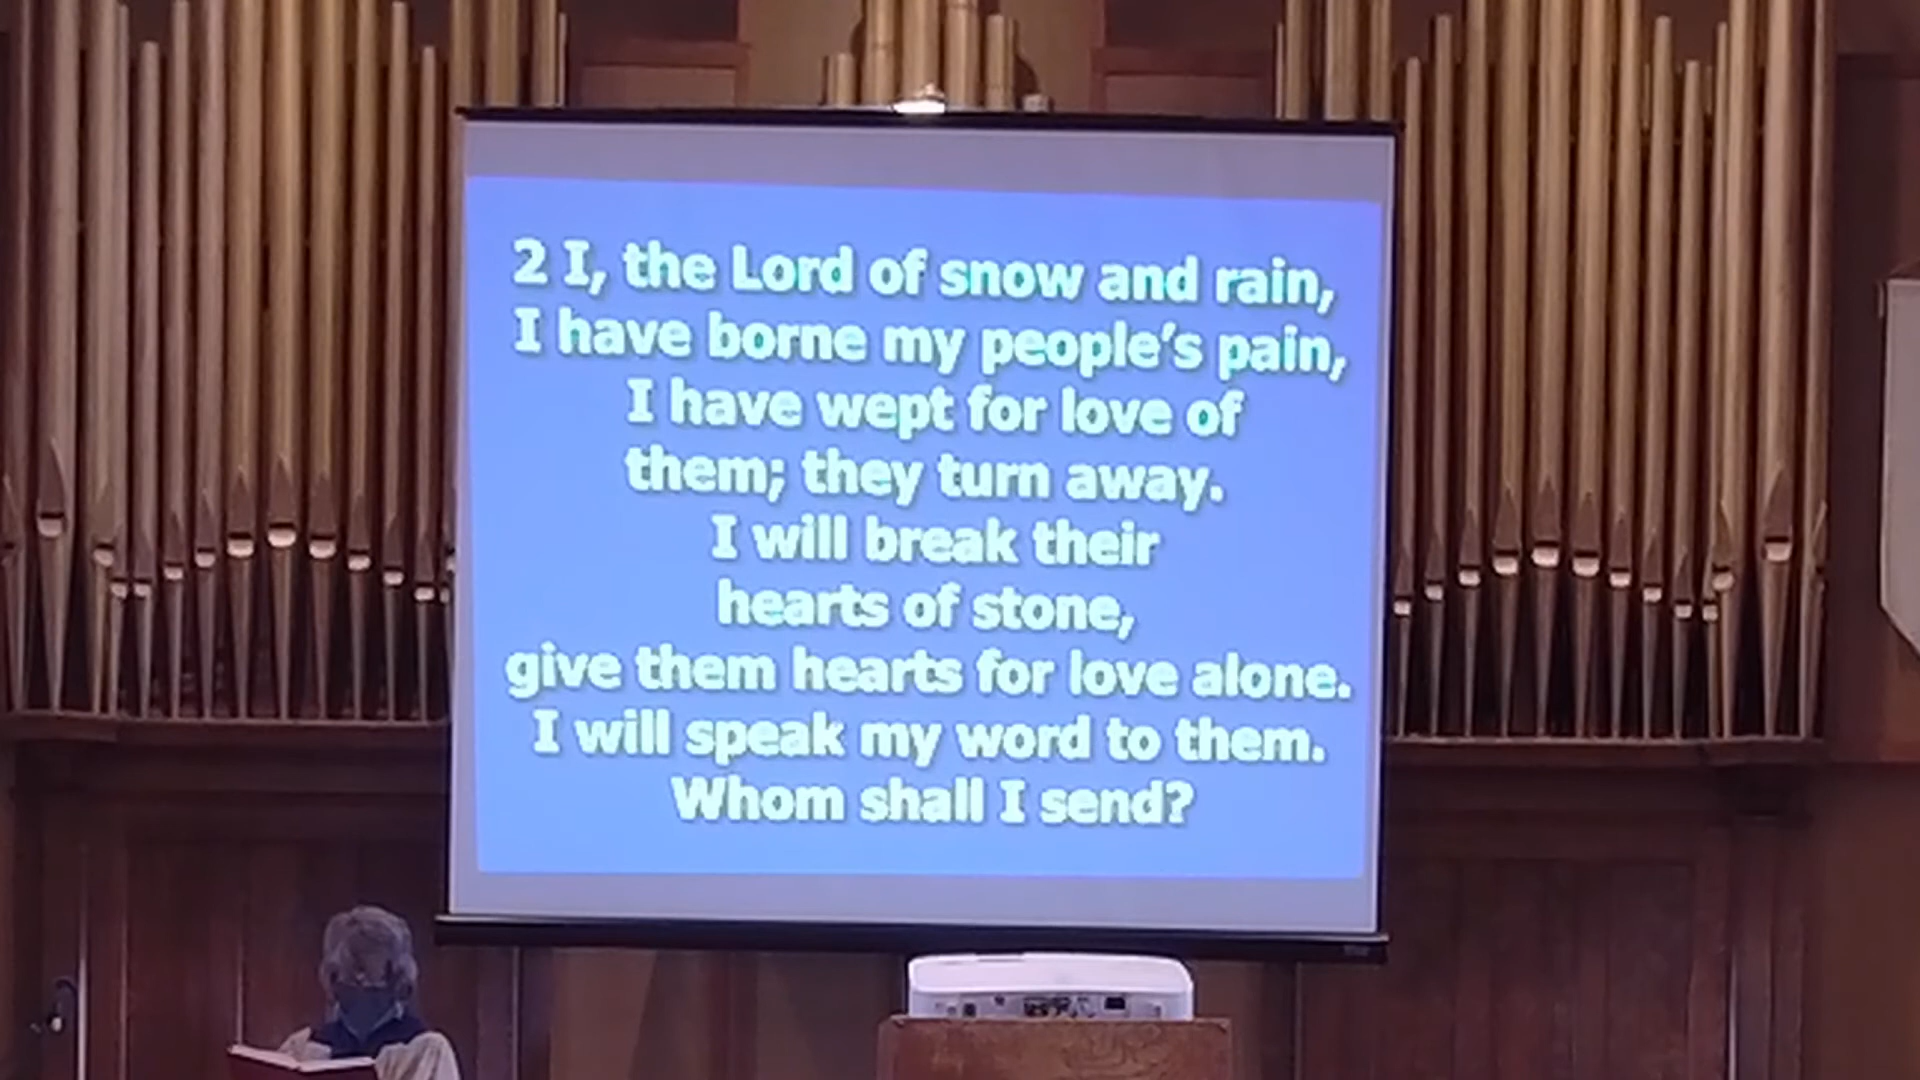 2 I, the Lord of snow and rain,
I have borne my people's pain,
I have wept for love of
them; they turn away.
I will break their
hearts of stone,
give them hearts for love alone.
I will speak my word to them.
Whom shall I send?